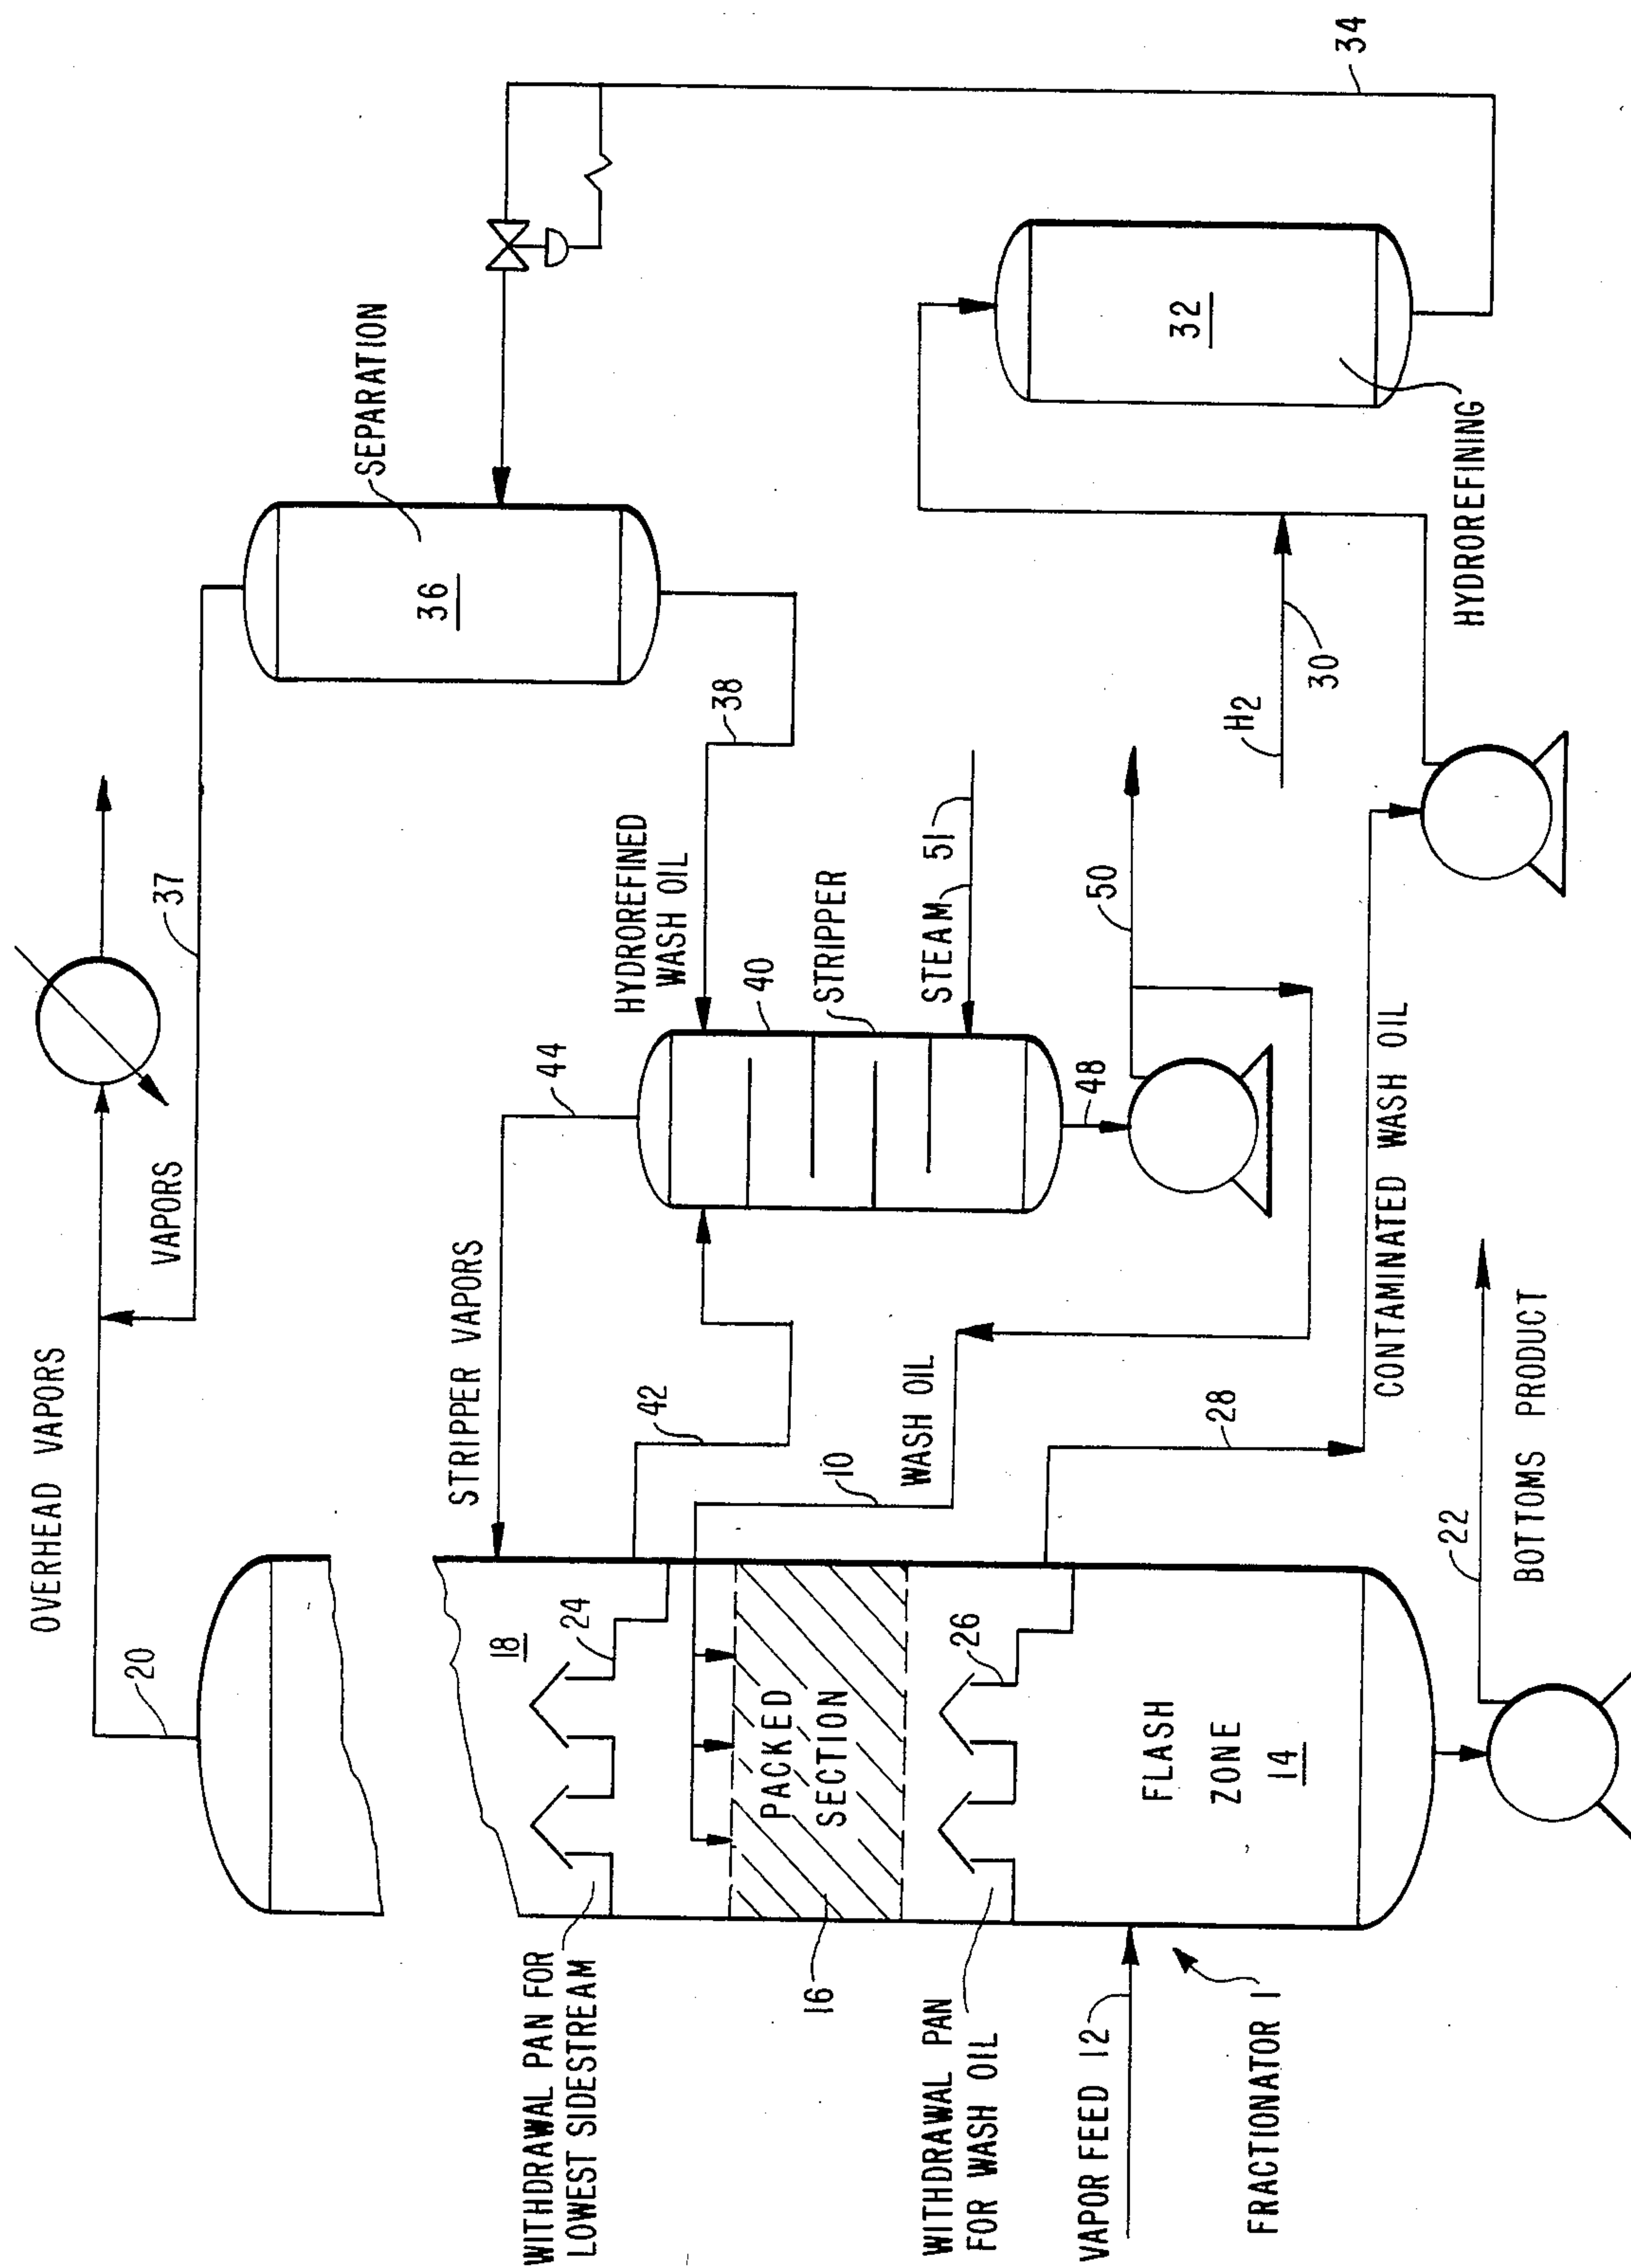 OVERHEAD VAPORS
20
VAPORS
37
SEPARATION
36
34
STRIPPER VAPORS
44
HYDROREFINED
WASH OIL
38
WITHDRAWAL PAN FOR
LOWEST SIDESTREAM
18
24
42
40
STRIPPER
STEAM 51
32
HYDROREFINING
16
PACKED
SECTION
10
WASH OIL
48
50
H2
30
WITHDRAWAL PAN
FOR WASH OIL
26
28
CONTAMINATED WASH OIL
VAPOR FEED 12
FLASH
ZONE
14
FRACTIONATOR 1
22
BOTTOMS PRODUCT